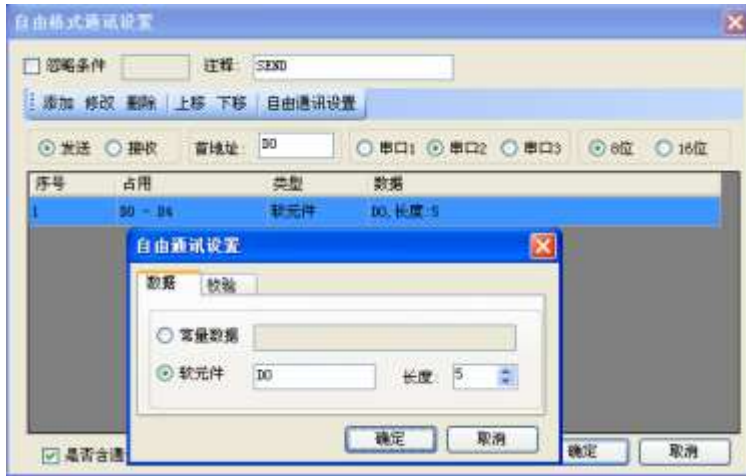 自由格式通讯设置
忽略条件 注释: SEND
添加 修改 删除 上移 下移 自由通讯设置
发送 接收 首地址: D0 串口1 串口2 串口3 8位 16位
序号 占用 类型 数据
1 D0 - D4 软元件 D0,长度:5
自由通讯设置
数据 校验
常量数据
软元件 D0 长度: 5
确定 取消
是否含通 确定 取消